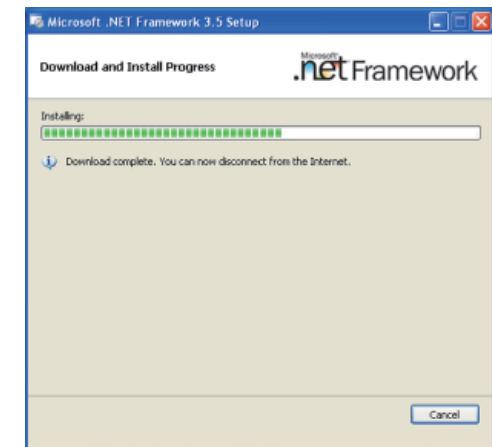 Microsoft .NET Framework 3.5 Setup
Download and Install Progress
Microsoft
.net Framework
Installing:
Download complete. You can now disconnect from the Internet.
Cancel